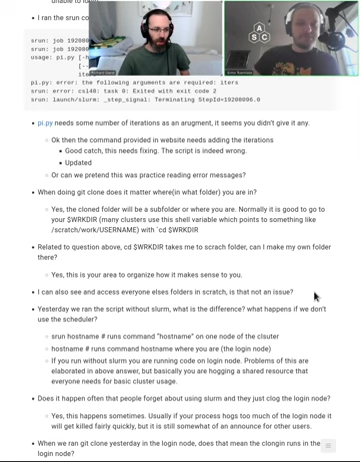 unable to
• I ran the srun co
srun: job 192080
srun: job 192080
usage: pi.py [-h
[--
ite
pi.py: error: the following arguments are required: iters
srun: error: csl48: task 0: Exited with exit code 2
srun: launch/slurm: _step_signal: Terminating StepId=19208096.0
A
S C
• pi.py needs some number of iterations as an arugment, it seems you didn't give any.
◦ Ok then the command provided in website needs adding the iterations
▪ Good catch, this needs fixing. The script is indeed wrong.
▪ Updated
◦ Or can we pretend this was practice reading error messages?
• When doing git clone does it matter where(in what folder) you are in?
◦ Yes, the cloned folder will be a subfolder or where you are. Normally it is good to go to
your $WRKDIR (many clusters use this shell variable which points to something like
/scratch/work/USERNAME) with `cd $WRKDIR
• Related to question above, cd $WRKDIR takes me to scrach folder, can I make my own folder
there?
◦ Yes, this is your area to organize how it makes sense to you.
• I can also see and access everyone elses folders in scratch, is that not an issue?
• Yesterday we ran the script without slurm, what is the difference? what happens if we don't
use the scheduler?
◦ srun hostname # runs command "hostname" on one node of the clsuter
◦ hostname # runs command hostname where you are (the login node)
◦ If you run without slurm you are running code on login node. Problems of this are
elaborated in above answer, but basically you are hogging a shared resource that
everyone needs for basic cluster usage.
• Does it happen often that people forget about using slurm and they just clog the login node?
◦ Yes, this happens sometimes. Usually if your process hogs too much of the login node it
will get killed fairly quickly, but it is still somewhat of an announce for other users.
• When we ran git clone yesterday in the login node, does that mean the clongin runs in the
login node?